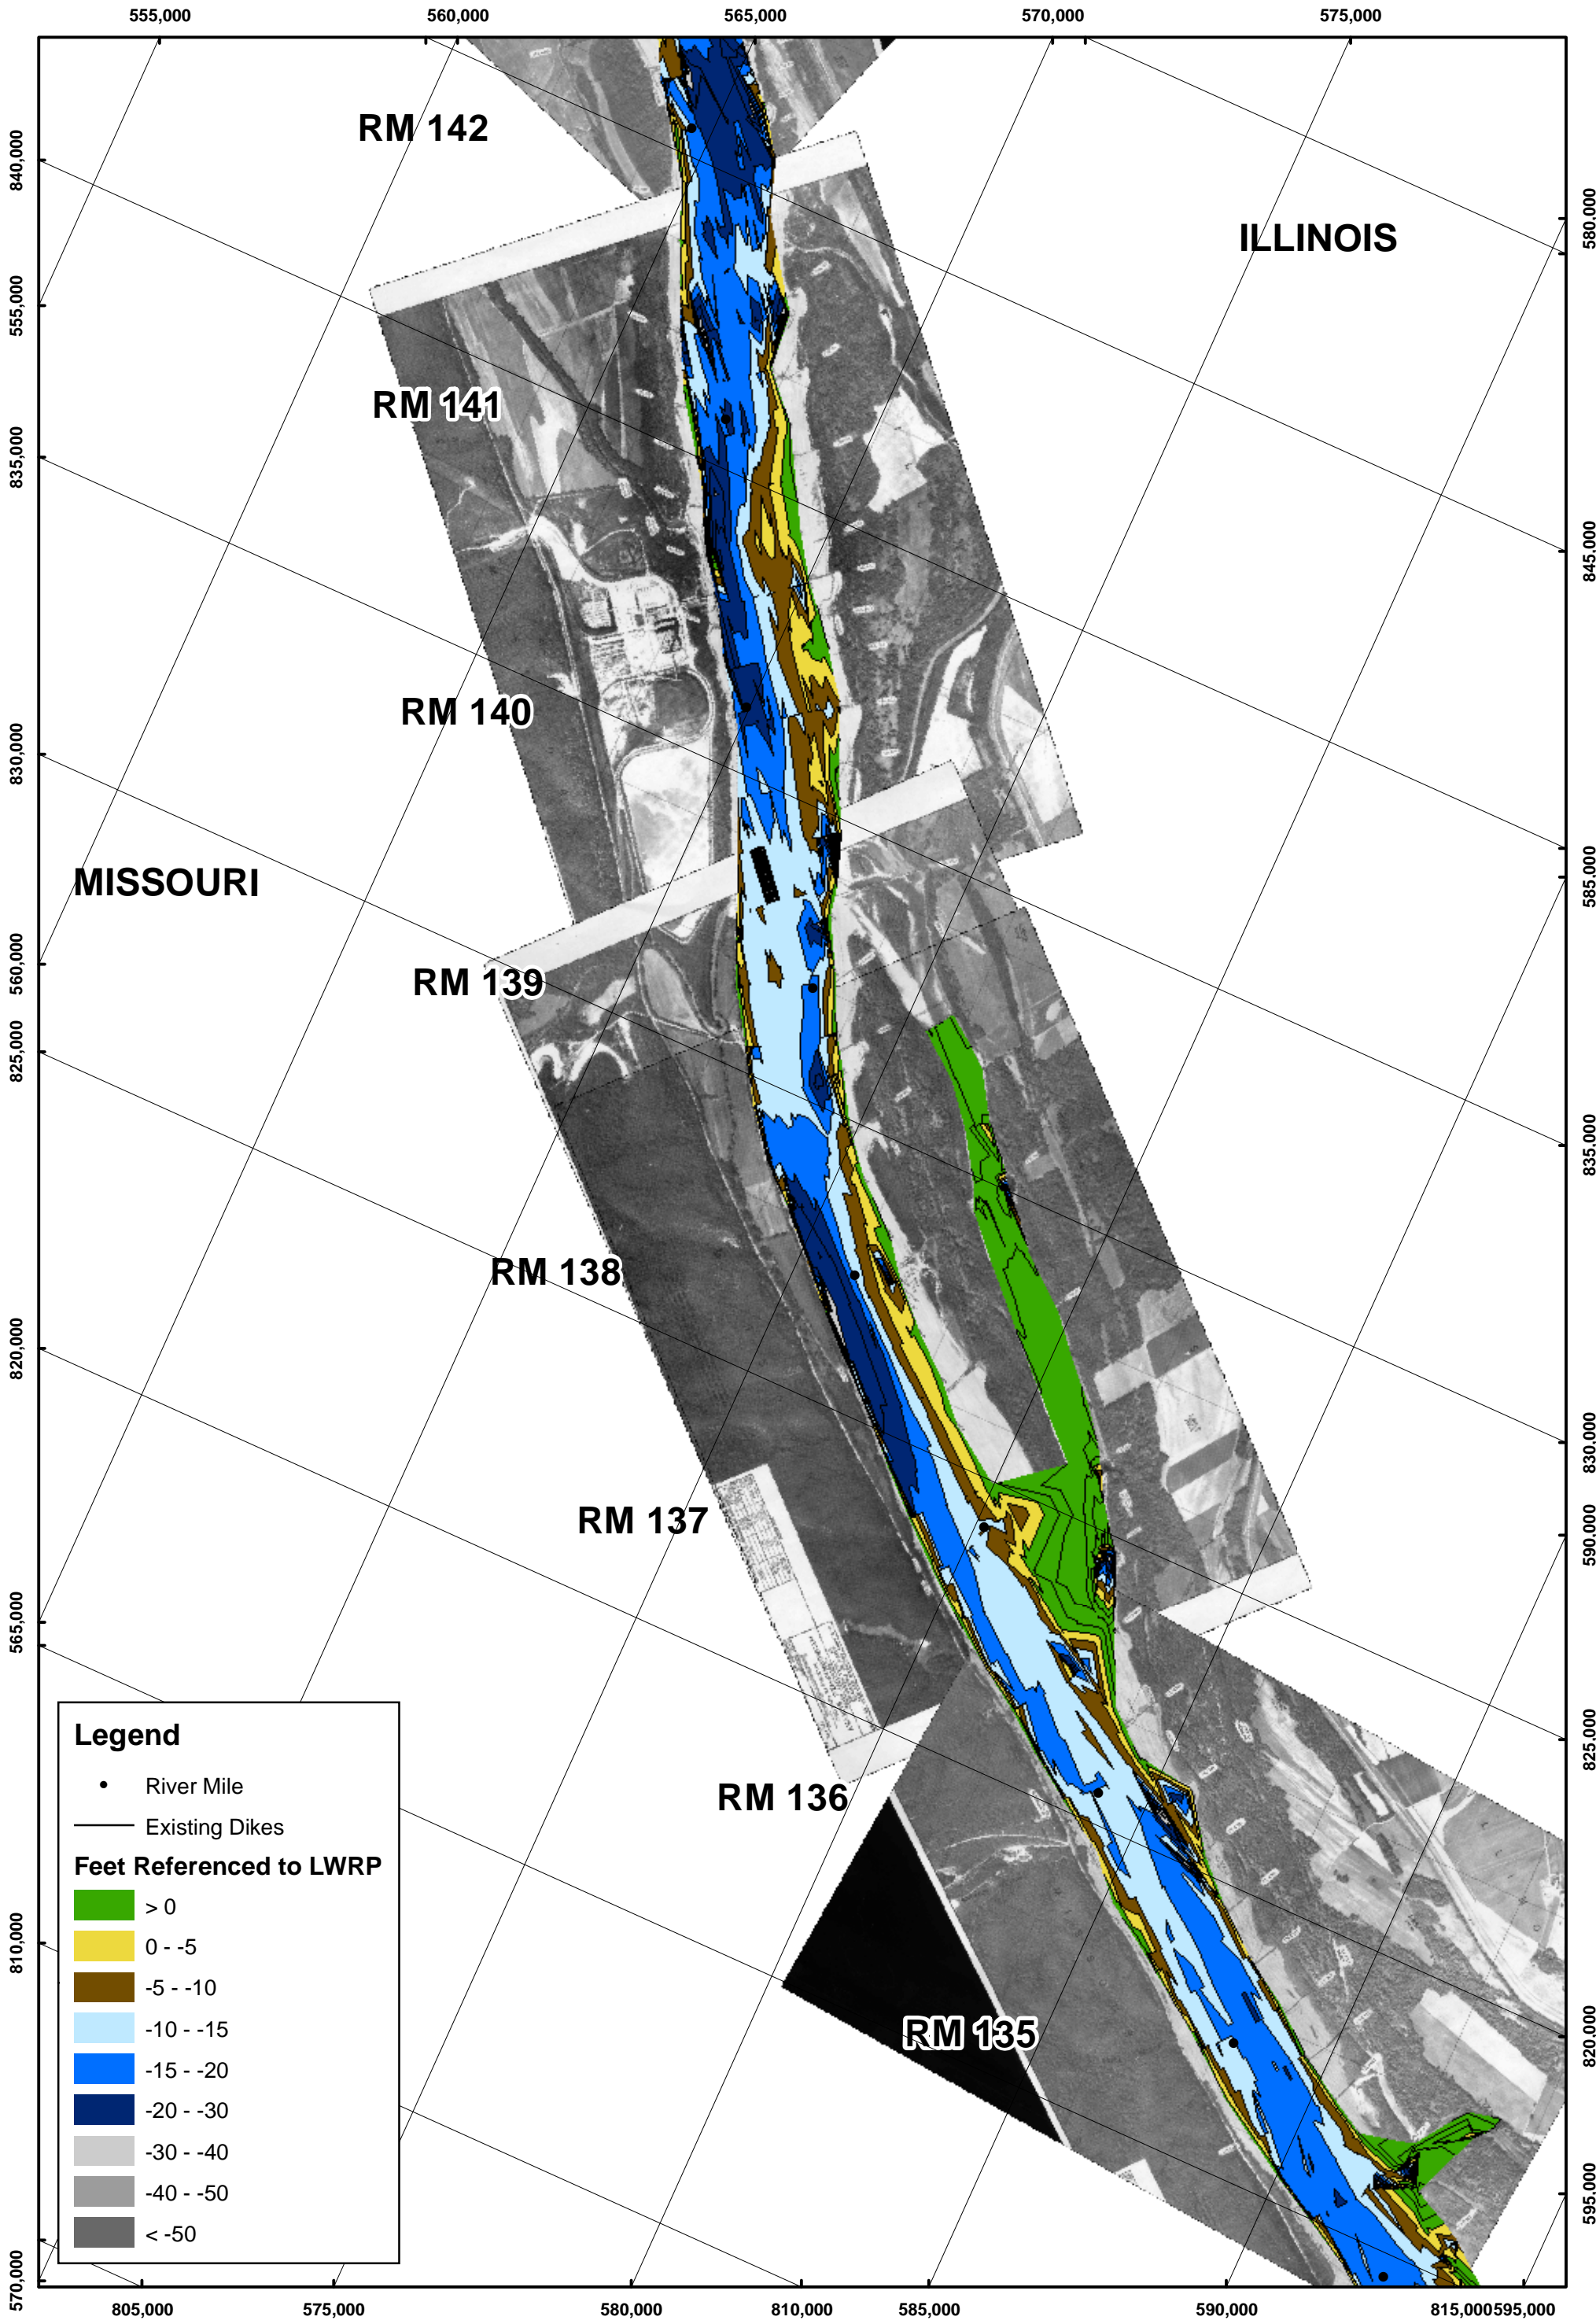 555,000 560,000 565,000 570,000 575,000
RM 142
840,000
580,000
ILLINOIS
555,000
RM 141
835,000
845,000
RM 140
830,000
MISSOURI
585,000
RM 139
560,000
825,000
835,000
RM 138
820,000
830,000
RM 137
590,000
565,000
825,000
RM 136
Legend
River Mile
Existing Dikes
Feet Referenced to LWRP
> 0
0 - -5
-5 - -10
-10 - -15
-15 - -20
-20 - -30
-30 - -40
-40 - -50
< -50
810,000
RM 135
820,000
595,000
570,000
805,000 575,000 580,000 810,000 585,000 590,000 815,000 595,000